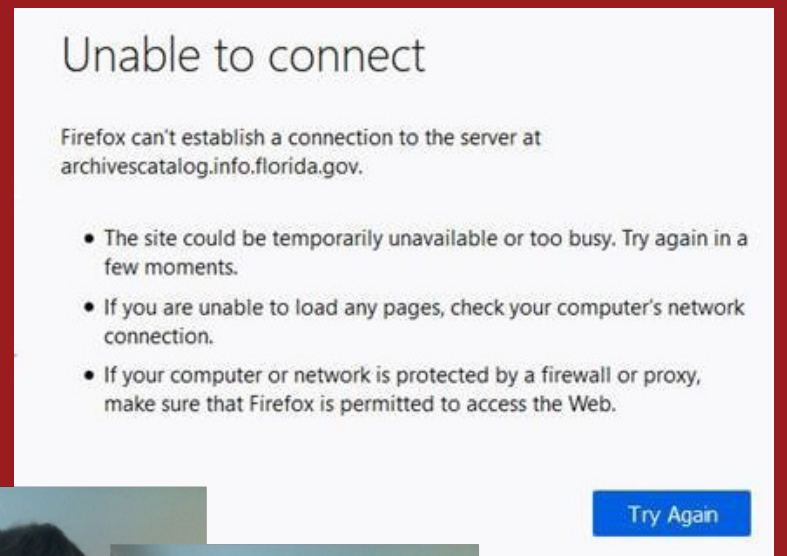 Unable to connect
Firefox can't establish a connection to the server at
archivescatalog.info.florida.gov.
• The site could be temporarily unavailable or too busy. Try again in a
few moments.
• If you are unable to load any pages, check your computer's network
connection.
• If your computer or network is protected by a firewall or proxy,
make sure that Firefox is permitted to access the Web.
Try Again